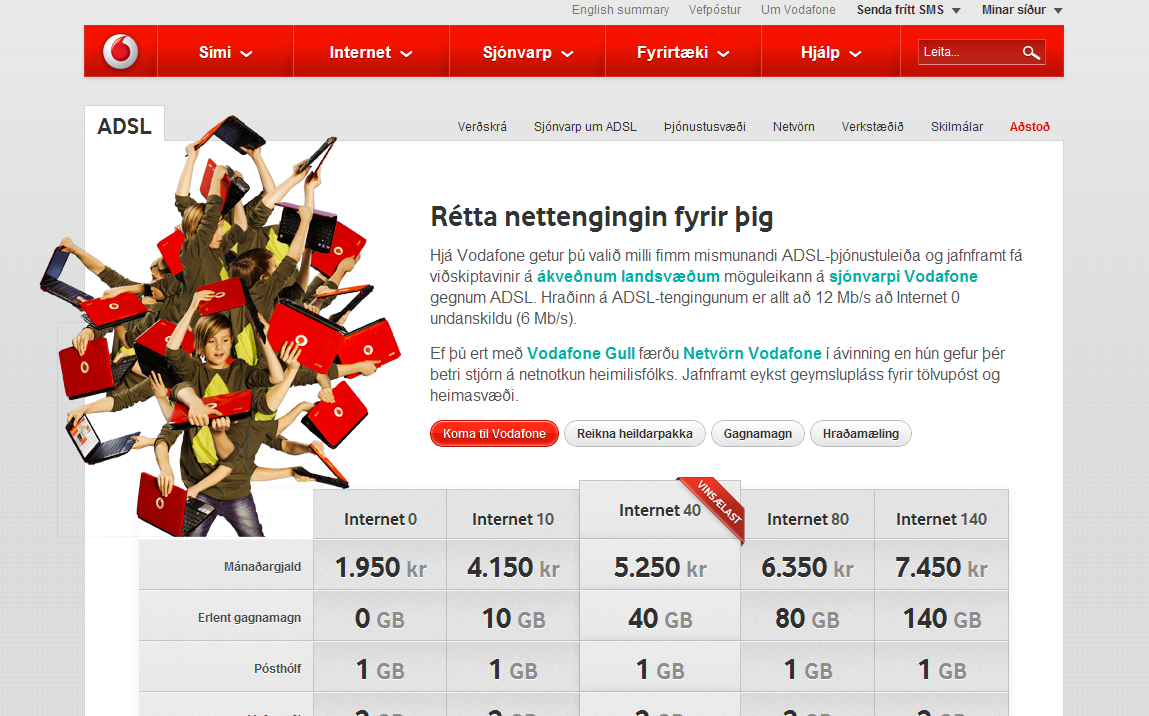 English summary Vefpóstur Um Vodafone Senda frítt SMS Mínar síður
Sími Internet Sjónvarp Fyrirtæki Hjálp Leita...
ADSL
Verðskrá Sjónvarp um ADSL Þjónustusvæði Netvörn Verkstæðið Skilmálar Aðstoð
Rétta nettengingin fyrir þig
Hjá Vodafone getur þú valið milli fimm mismunandi ADSL-þjónustuleiða og jafnframt fá
viðskiptavinir á ákveðnum landsvæðum möguleikann á sjónvarpi Vodafone
gegnum ADSL. Hraðinn á ADSL-tengingunum er allt að 12 Mb/s að Internet 0
undanskildu (6 Mb/s).
Ef þú ert með Vodafone Gull færðu Netvörn Vodafone í ávinning en hún gefur þér
betri stjórn á netnotkun heimilisfólks. Jafnframt eykst geymslupláss fyrir tölvupóst og
heimasvæði.
Koma til Vodafone Reikna heildarpakka Gagnamagn Hraðamæling
Internet 0 Internet 10 Internet 40 VINSÆLAST Internet 80 Internet 140
Mánaðargjald 1.950 kr 4.150 kr 5.250 kr 6.350 kr 7.450 kr
Erlent gagnamagn 0 GB 10 GB 40 GB 80 GB 140 GB
Pósthólf 1 GB 1 GB 1 GB 1 GB 1 GB